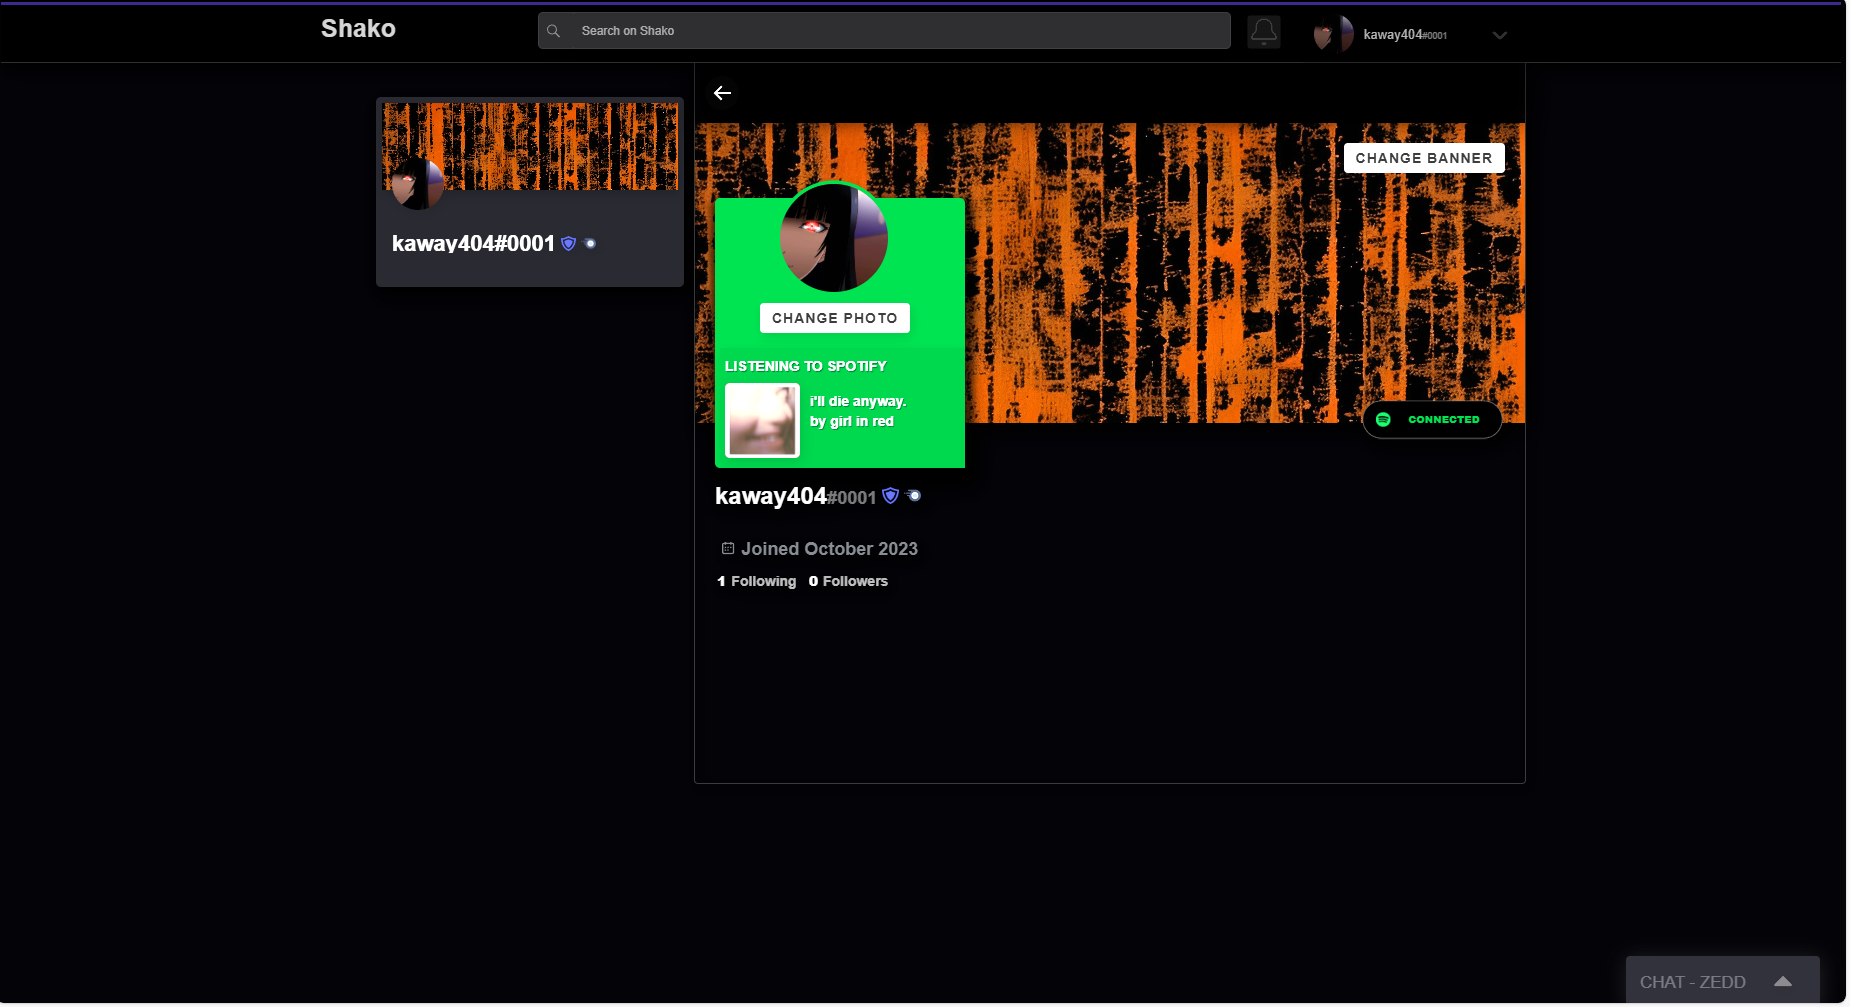 Shako
Search on Shako
kaway404#0001
kaway404#0001
CHANGE BANNER
CHANGE PHOTO
LISTENING TO SPOTIFY
i'll die anyway.
by girl in red
CONNECTED
kaway404#0001
Joined October 2023
1 Following 0 Followers
CHAT - ZEDD